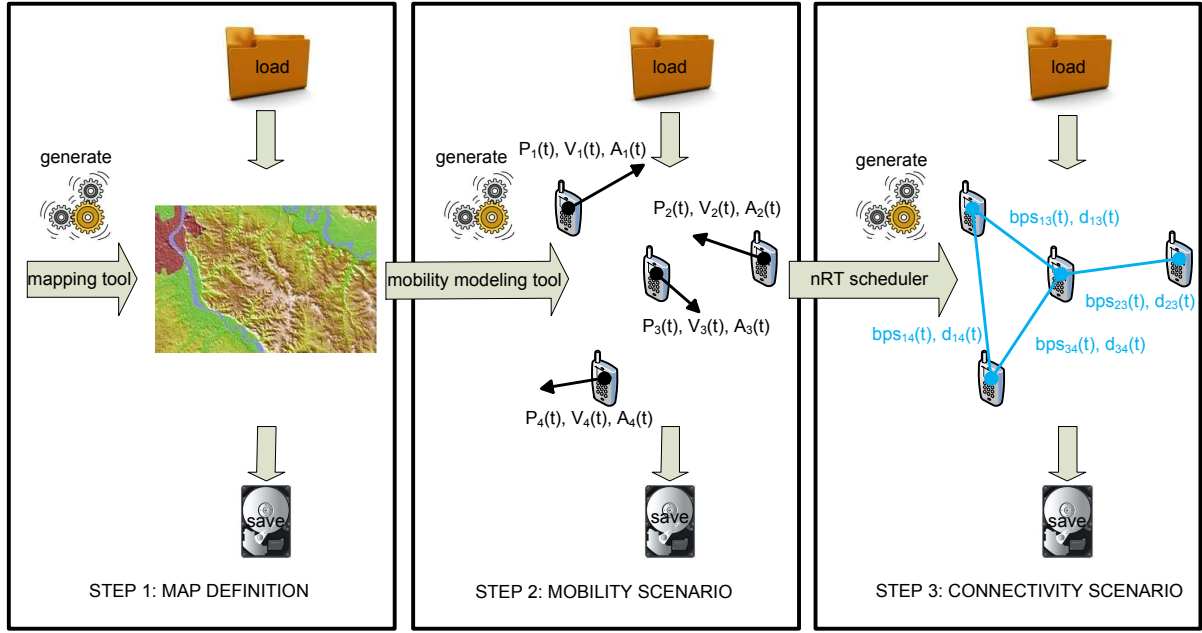 load
generate
mapping tool
save
STEP 1: MAP DEFINITION
load
generate
P1(t), V1(t), A1(t)
P2(t), V2(t), A2(t)
mobility modeling tool
P3(t), V3(t), A3(t)
P4(t), V4(t), A4(t)
save
STEP 2: MOBILITY SCENARIO
load
generate
bps13(t), d13(t)
nRT scheduler
bps23(t), d23(t)
bps14(t), d14(t)
bps34(t), d34(t)
save
STEP 3: CONNECTIVITY SCENARIO